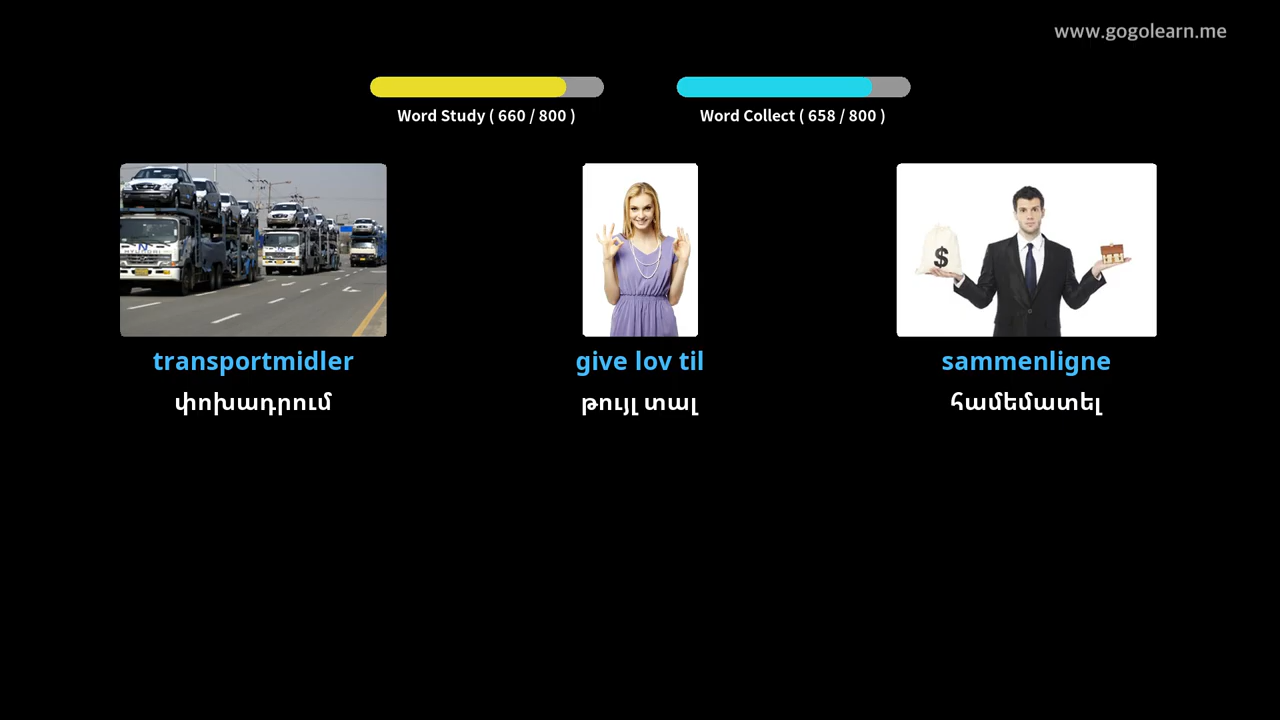 www.gogolearn.me
Word Study ( 660 / 800 )
Word Collect ( 658 / 800 )
$
transportmidler
give lov til
sammenligne
փոխադրում
թույլ տալ
համեմատել